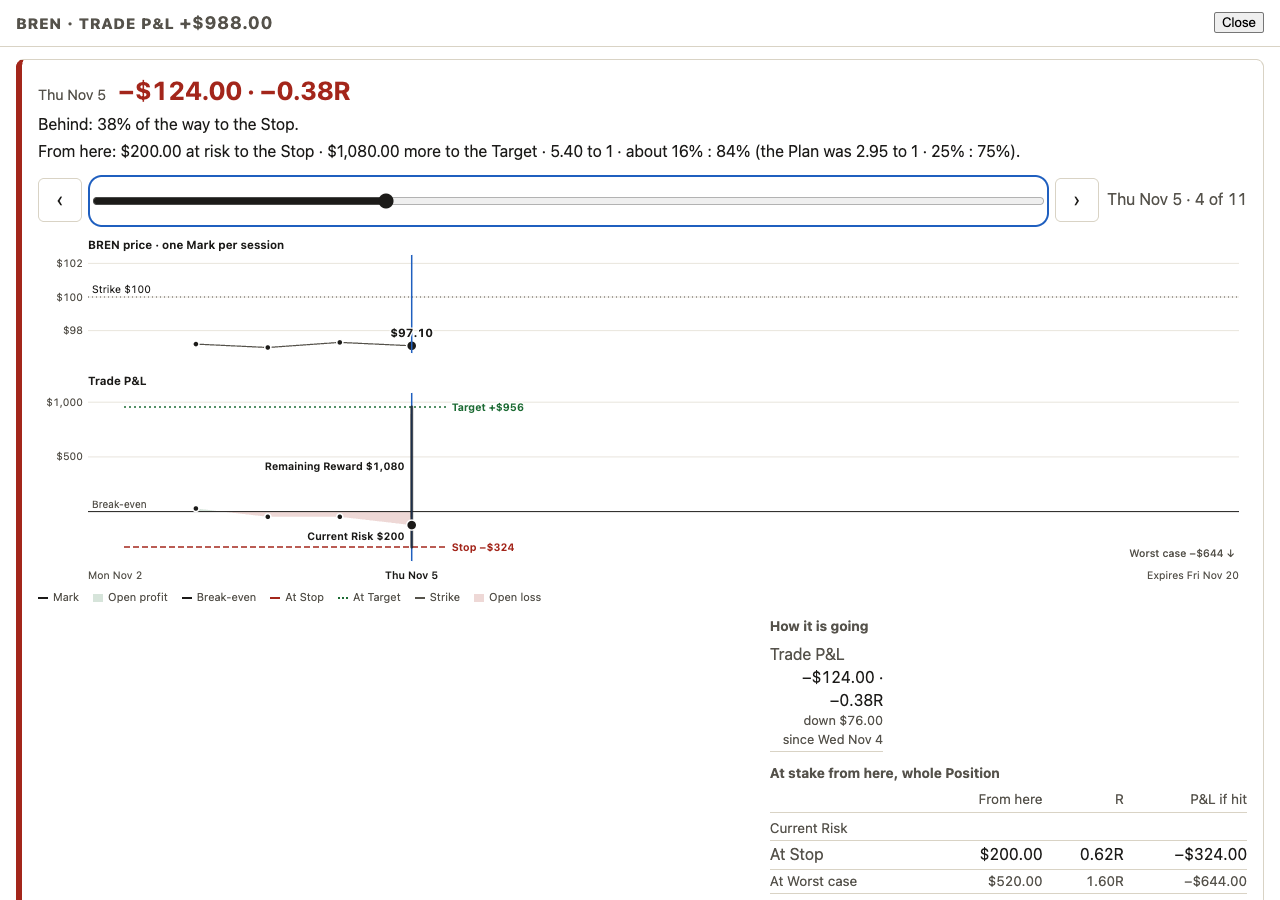 BREN · TRADE P&L +$988.00
Close
Thu Nov 5 −$124.00 · −0.38R
Behind: 38% of the way to the Stop.
From here: $200.00 at risk to the Stop · $1,080.00 more to the Target · 5.40 to 1 · about 16% : 84% (the Plan was 2.95 to 1 · 25% : 75%).
‹
›
Thu Nov 5 · 4 of 11
BREN price · one Mark per session
$102
Strike $100
$100
$98
$97.10
Trade P&L
$1,000
Target +$956
Remaining Reward $1,080
$500
Break-even
Current Risk $200
Stop −$324
Worst case −$644 ↓
Mon Nov 2
Thu Nov 5
Expires Fri Nov 20
Mark Open profit Break-even At Stop At Target Strike Open loss
How it is going
Trade P&L
−$124.00 ·
−0.38R
down $76.00
since Wed Nov 4
At stake from here, whole Position
From here R P&L if hit
Current Risk
At Stop $200.00 0.62R −$324.00
At Worst case $520.00 1.60R −$644.00